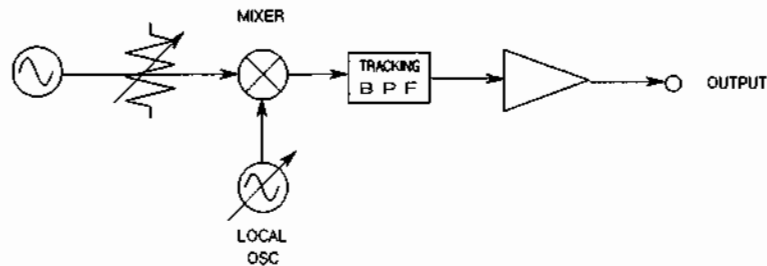 MIXER
TRACKING
B P F
OUTPUT
LOCAL
OSC